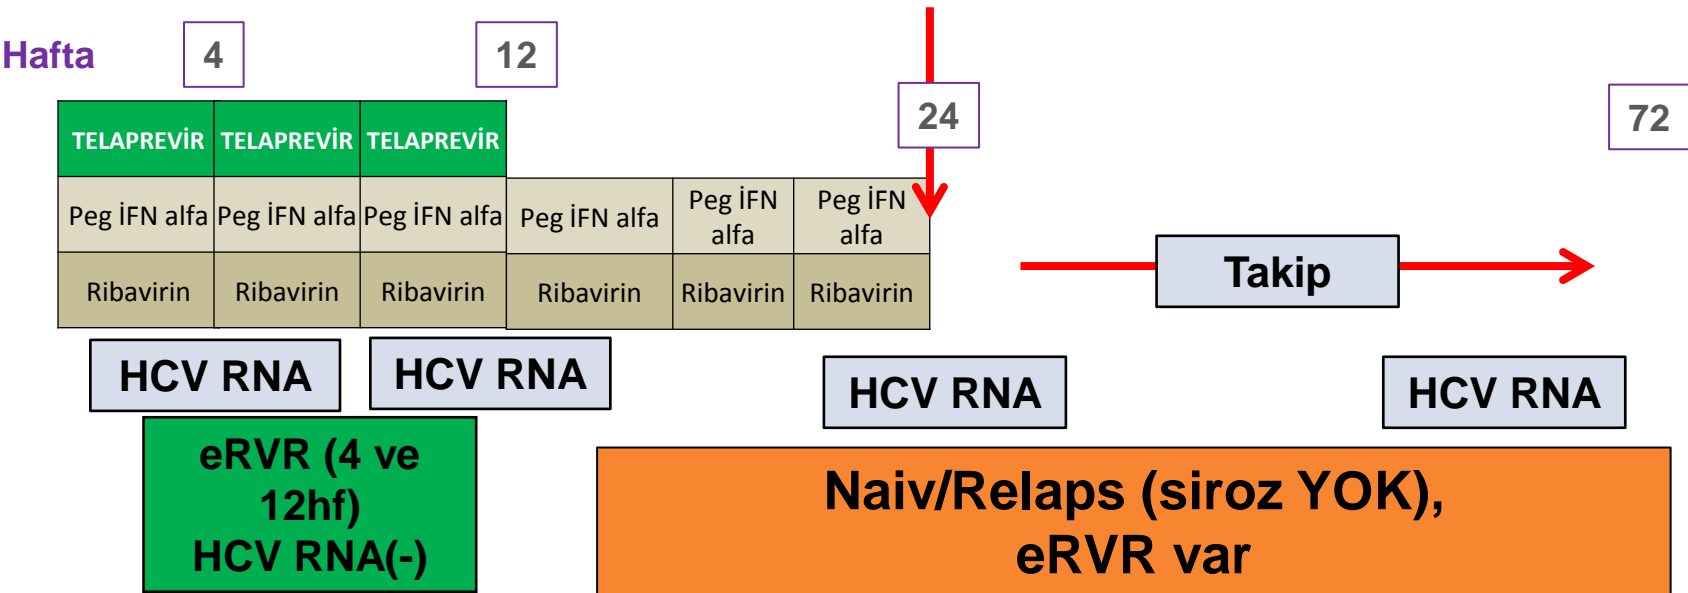 Hafta 4 12 24 72
TELAPREVİR TELAPREVİR TELAPREVİR
Peg İFN alfa Peg İFN alfa Peg İFN alfa Peg İFN alfa Peg İFN alfa Peg İFN alfa
Ribavirin Ribavirin Ribavirin Ribavirin Ribavirin Ribavirin
Takip
HCV RNA HCV RNA HCV RNA HCV RNA
eRVR (4 ve
12hf)
HCV RNA(-)
Naiv/Relaps (siroz YOK),
eRVR var